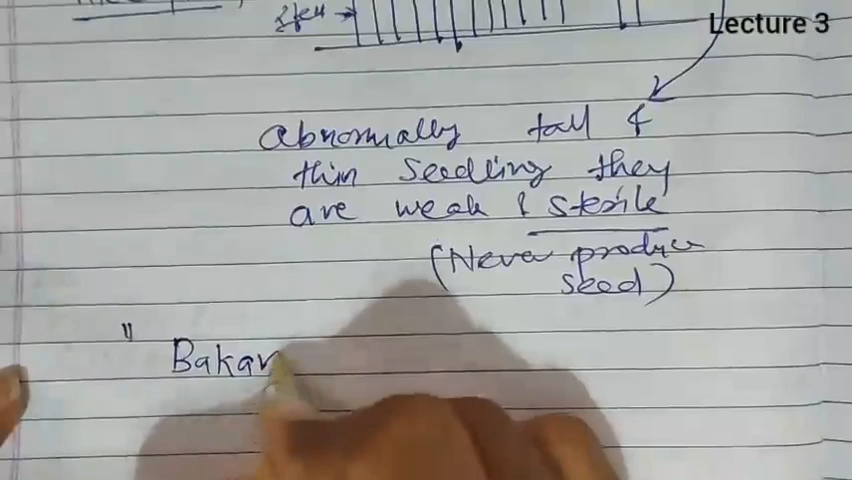 Lecture 3
Abnormally tall &
thin seedling they
are weak & sterile
(Never produce
seed)
" Bakan